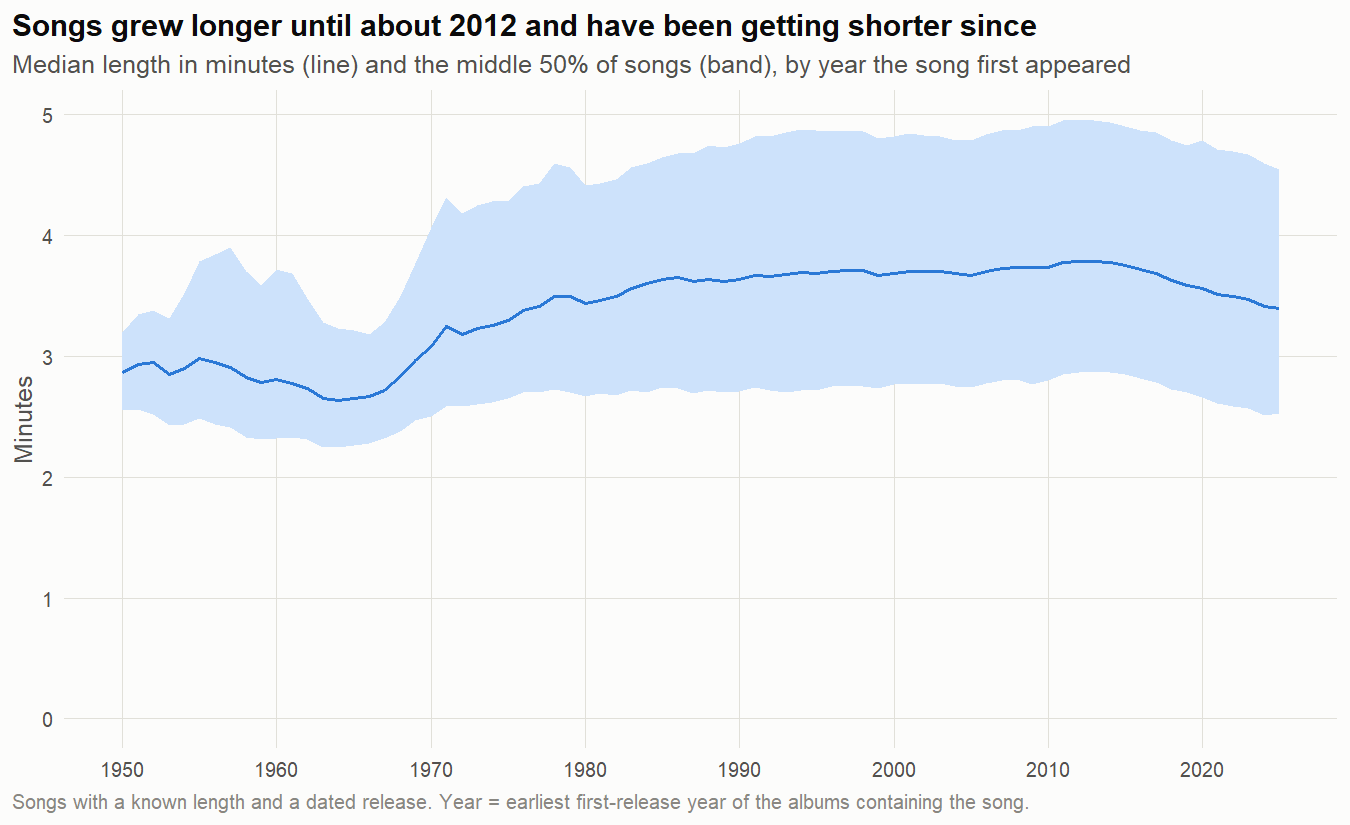 Songs grew longer until about 2012 and have been getting shorter since
Median length in minutes (line) and the middle 50% of songs (band), by year the song first appeared
5
4
3
2
1
0
Minutes
1950 1960 1970 1980 1990 2000 2010 2020
Songs with a known length and a dated release. Year = earliest first-release year of the albums containing the song.